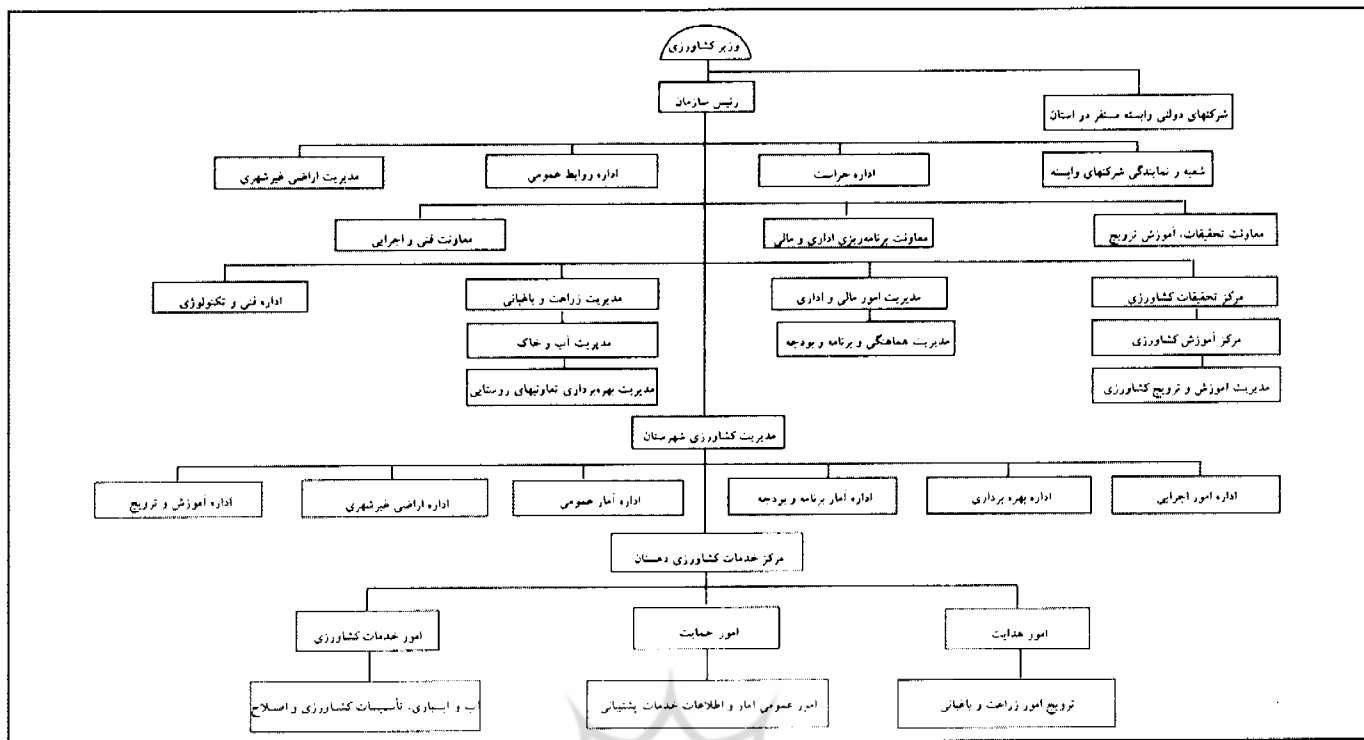 وزیر کشاورزی
رئیس سازمان
شرکتهای دولتی وابسته مستقر در استان
شعبه و نمایندگی شرکتهای وابسته
اداره حراست
اداره روابط عمومی
مدیریت اراضی غیرشهری
معاونت تحقیقات، آموزش ترویج
معاونت برنامه‌ریزی اداری و مالی
معاونت فنی و اجرایی
مرکز تحقیقات کشاورزی
مدیریت امور مالی و اداری
مدیریت زراعت و باغبانی
اداره فنی و تکنولوژی
مرکز آموزش کشاورزی
مدیریت هماهنگی و برنامه و بودجه
مدیریت آب و خاک
مدیریت آموزش و ترویج کشاورزی
مدیریت بهره‌برداری تعاونیهای روستایی
مدیریت کشاورزی شهرستان
اداره امور اجرایی
اداره بهره برداری
اداره آمار برنامه و بودجه
اداره آمار عمومی
اداره اراضی غیرشهری
اداره آموزش و ترویج
مرکز خدمات کشاورزی دهستان
امور هدایت
امور حمایت
امور خدمات کشاورزی
ترویج امور زراعت و باغبانی
امور عمومی آمار و اطلاعات خدمات پشتیبانی
آب و آبیاری، تأسیسات کشاورزی و اصلاح